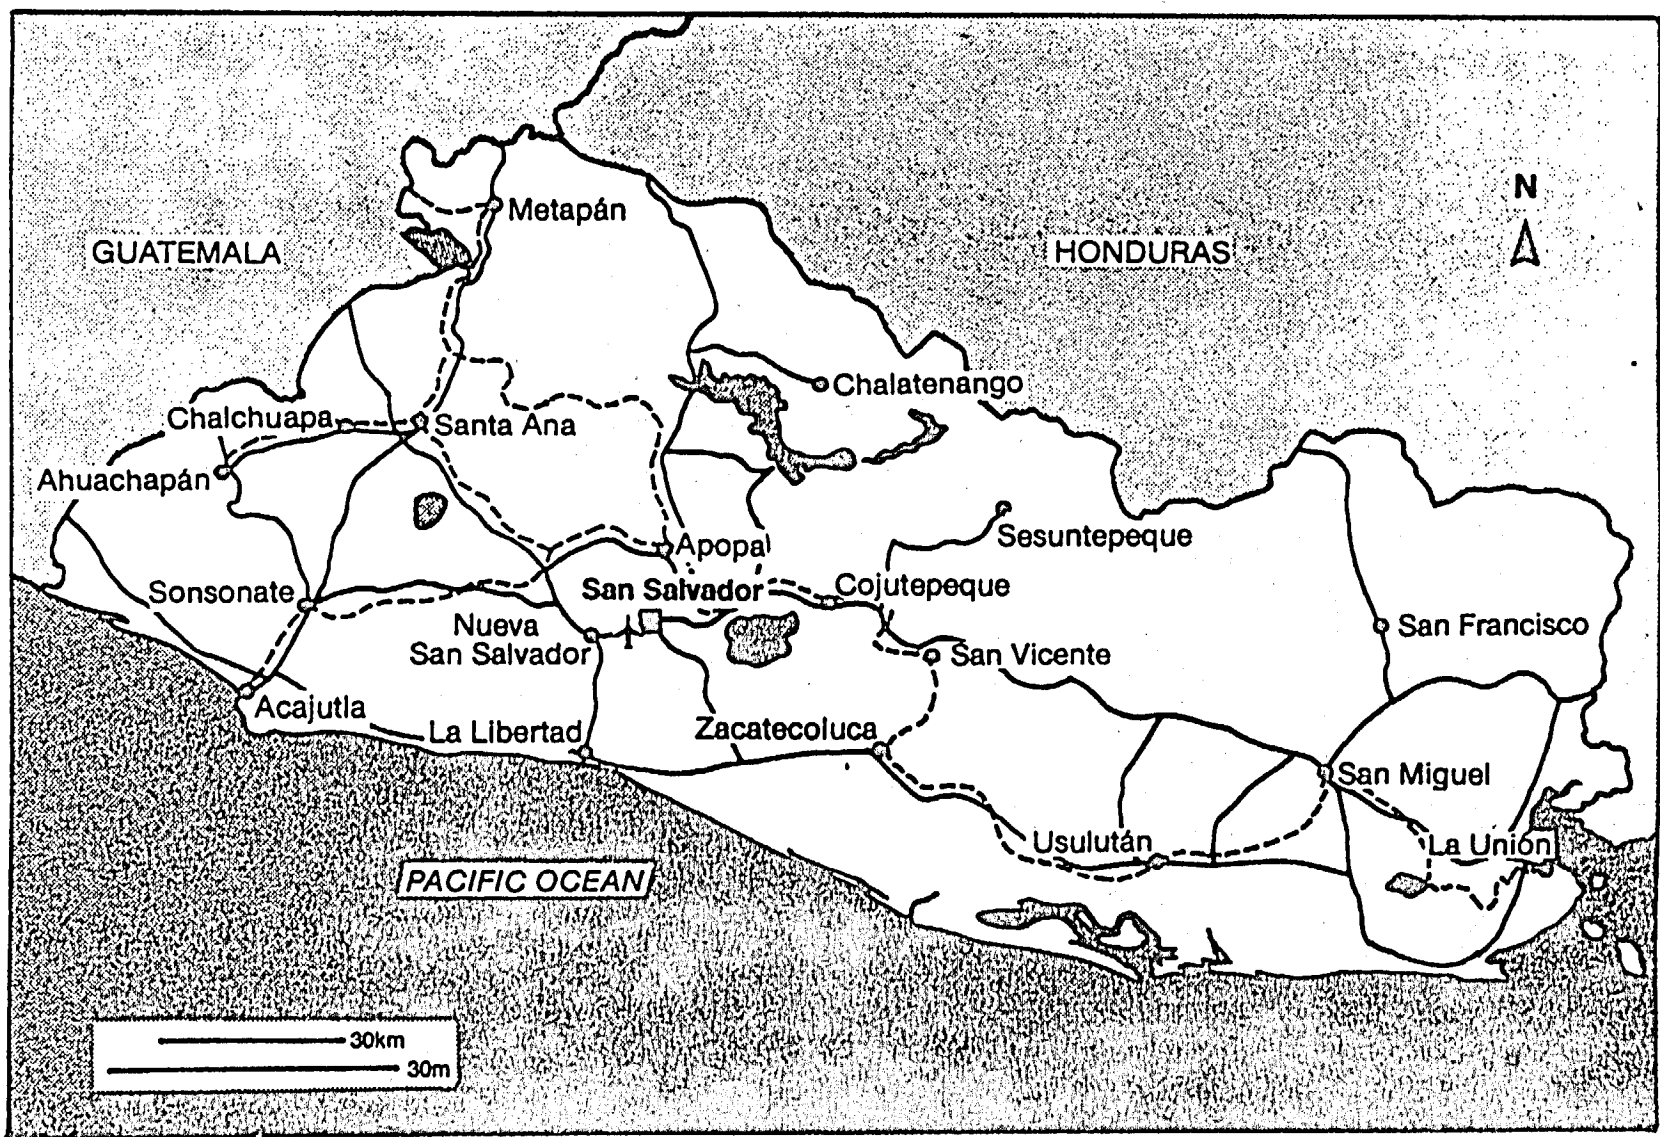 N
Metapán
GUATEMALA
HONDURAS
Chalatenango
Chalchuapa
Santa Ana
Ahuachapán
Sesuntepeque
Apopa
San Salvador
Cojutepeque
Sonsonate
Nueva
San Salvador
San Francisco
San Vicente
Acajutla
La Libertad
Zacatecoluca
San Miguel
Usulután
La Unión
PACIFIC OCEAN
30km
30m